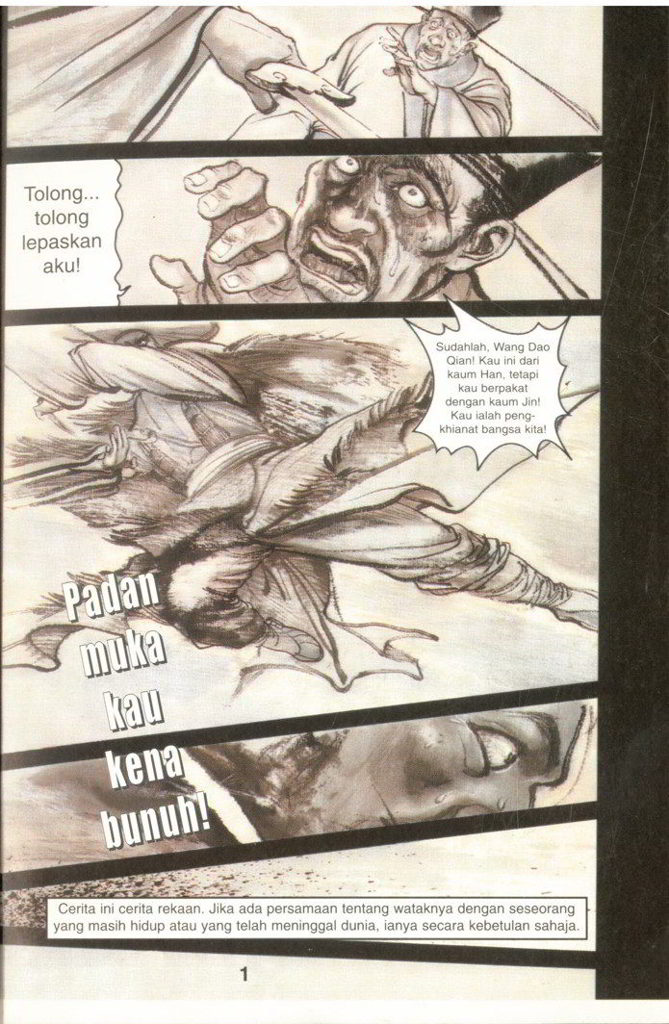 Tolong...
tolong
lepaskan
aku!
Sudahlah, Wang Dao
Qian! Kau ini dari
kaum Han, tetapi
kau berpakat
dengan kaum Jin!
Kau ialah peng-
khianat bangsa kita!
Padan
muka
kau
kena
bunuh!
Cerita ini cerita rekaan. Jika ada persamaan tentang wataknya dengan seseorang
yang masih hidup atau yang telah meninggal dunia, ianya secara kebetulan sahaja.
1